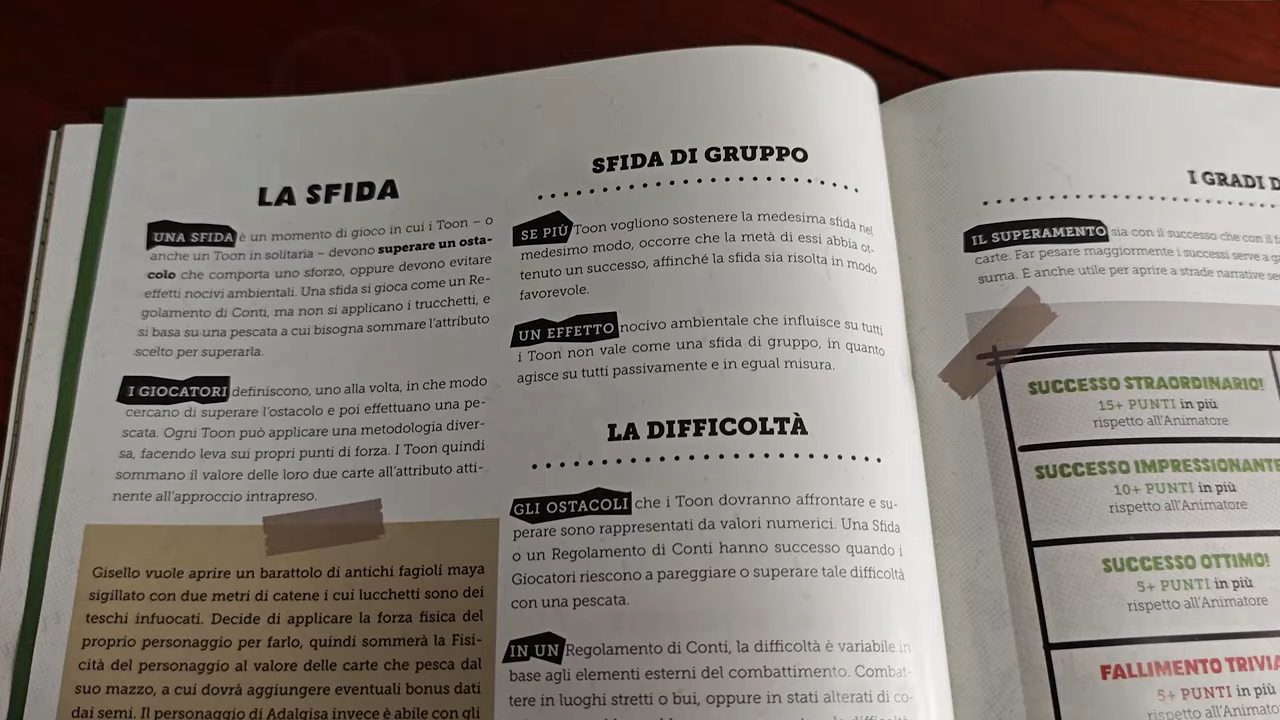 LA SFIDA
UNA SFIDA è un momento di gioco in cui i Toon – o
anche un Toon in solitaria – devono superare un osta-
colo che comporta uno sforzo, oppure devono evitare
effetti nocivi ambientali. Una sfida si gioca come un Re-
golamento di Conti, ma non si applicano i trucchetti, e
si basa su una pescata a cui bisogna sommare l'attributo
scelto per superarla.
I GIOCATORI definiscono, uno alla volta, in che modo
cercano di superare l'ostacolo e poi effettuano una pe-
scata. Ogni Toon può applicare una metodologia diver-
sa, facendo leva sui propri punti di forza. I Toon quindi
sommano il valore delle loro due carte all'attributo atti-
nente all'approccio intrapreso.
Gisello vuole aprire un barattolo di antichi fagioli maya
sigillato con due metri di catene i cui lucchetti sono dei
teschi infuocati. Decide di applicare la forza fisica del
proprio personaggio per farlo, quindi sommerà la Fisi-
cità del personaggio al valore delle carte che pesca dal
suo mazzo, a cui dovrà aggiungere eventuali bonus dati
dai semi. Il personaggio di Adalgisa invece è abile con gli
SFIDA DI GRUPPO
SE PIÙ Toon vogliono sostenere la medesima sfida nel
medesimo modo, occorre che la metà di essi abbia ot-
tenuto un successo, affinché la sfida sia risolta in modo
favorevole.
UN EFFETTO nocivo ambientale che influisce su tutti
i Toon non vale come una sfida di gruppo, in quanto
agisce su tutti passivamente e in egual misura.
LA DIFFICOLTÀ
GLI OSTACOLI che i Toon dovranno affrontare e su-
perare sono rappresentati da valori numerici. Una Sfida
o un Regolamento di Conti hanno successo quando i
Giocatori riescono a pareggiare o superare tale difficoltà
con una pescata.
IN UN Regolamento di Conti, la difficoltà è variabile in
base agli elementi esterni del combattimento. Combat-
tere in luoghi stretti o bui, oppure in stati alterati di co-
I GRADI D
IL SUPERAMENTO sia con il successo che con il
carte. Far pesare maggiormente i successi serve a
suma. È anche utile per aprire a strade narrative
SUCCESSO STRAORDINARIO!
15+ PUNTI in più
rispetto all'Animatore
SUCCESSO IMPRESSIONANTE
10+ PUNTI in più
rispetto all'Animatore
SUCCESSO OTTIMO!
5+ PUNTI in più
rispetto all'Animatore
FALLIMENTO TRIVIA
5+ PUNTI in più
rispetto all'Animato